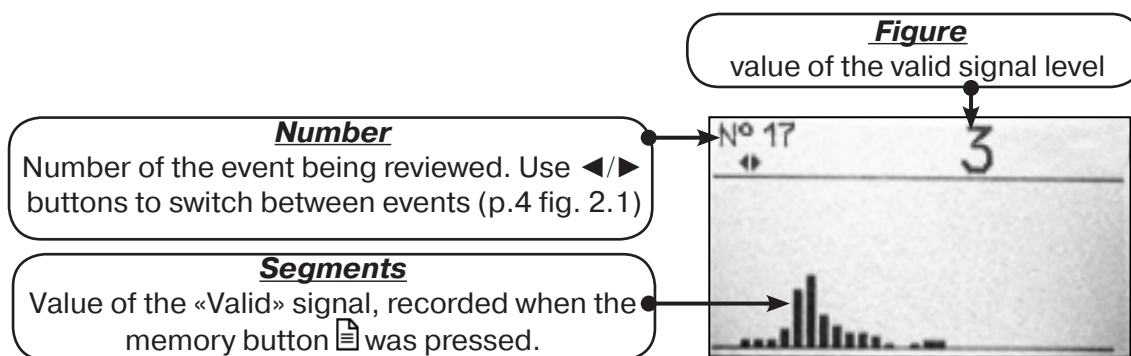 Figure
value of the valid signal level
Number
Number of the event being reviewed. Use ◄/► buttons to switch between events (p.4 fig. 2.1)
Nº 17
3
Segments
Value of the «Valid» signal, recorded when the
memory button was pressed.